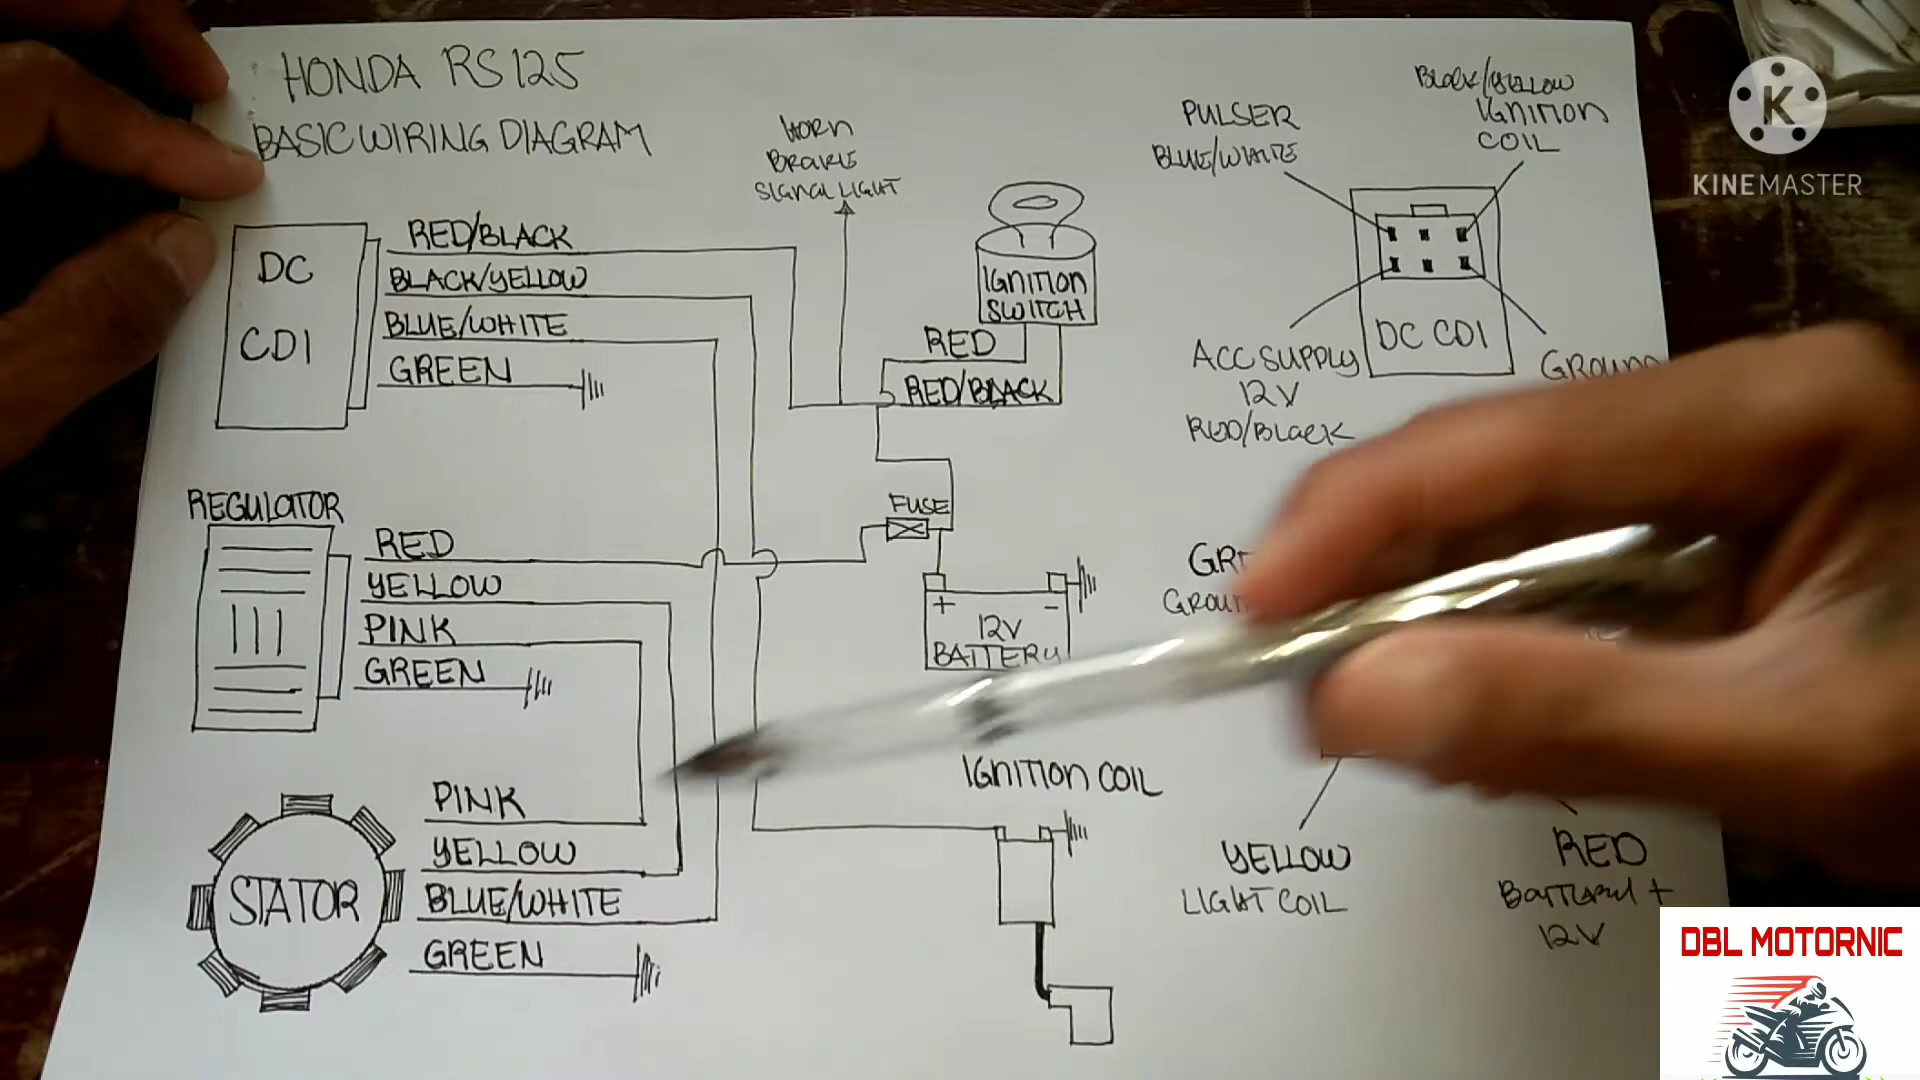 HONDA RS125
BASIC WIRING DIAGRAM
HORN
BRAKE
SIGNAL LIGHT
PULSER
BLUE/WHITE
BLACK/YELLOW
IGNITION
COIL
KINEMASTER
DC
CDI
RED/BLACK
BLACK/YELLOW
BLUE/WHITE
GREEN
IGNITION
SWITCH
RED
RED/BLACK
DC CDI
ACC SUPPLY
12V
RED/BLACK
GROUND
REGULATOR
RED
YELLOW
PINK
GREEN
FUSE
+ -
12V
BATTERY
STATOR
PINK
YELLOW
BLUE/WHITE
GREEN
IGNITION COIL
YELLOW
LIGHT COIL
RED
BATTERY +
12V
DBL MOTORNIC